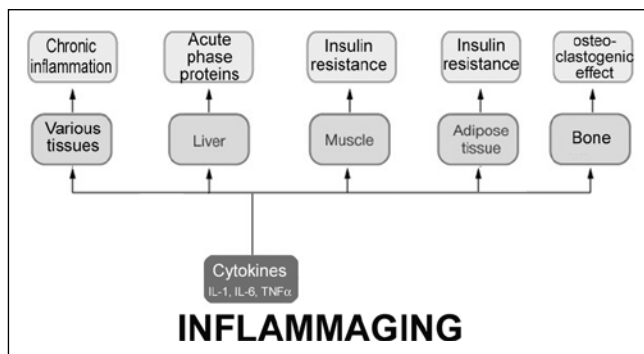 Chronic
inflammation
Acute
phase
proteins
Insulin
resistance
Insulin
resistance
osteo-
clastogenic
effect
Various
tissues
Liver
Muscle
Adipose
tissue
Bone
Cytokines
IL-1, IL-6, TNFα
INFLAMMAGING